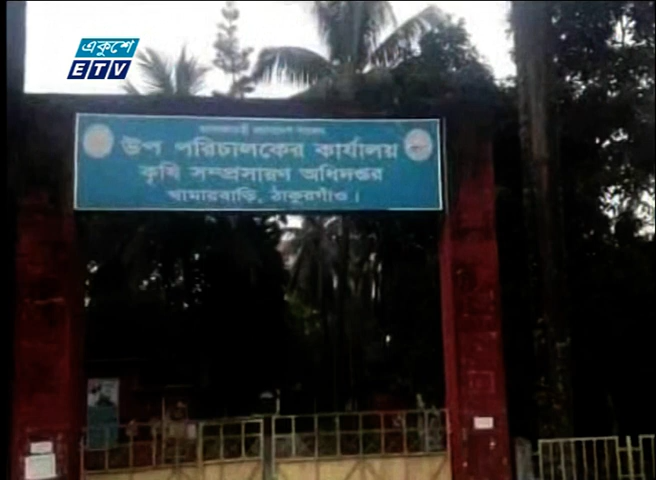 একুশে
ETV
উপ পরিচালকের কার্যালয়
কৃষি সম্প্রসারণ অধিদপ্তর
খামারবাড়ি, ঠাকুরগাঁও।